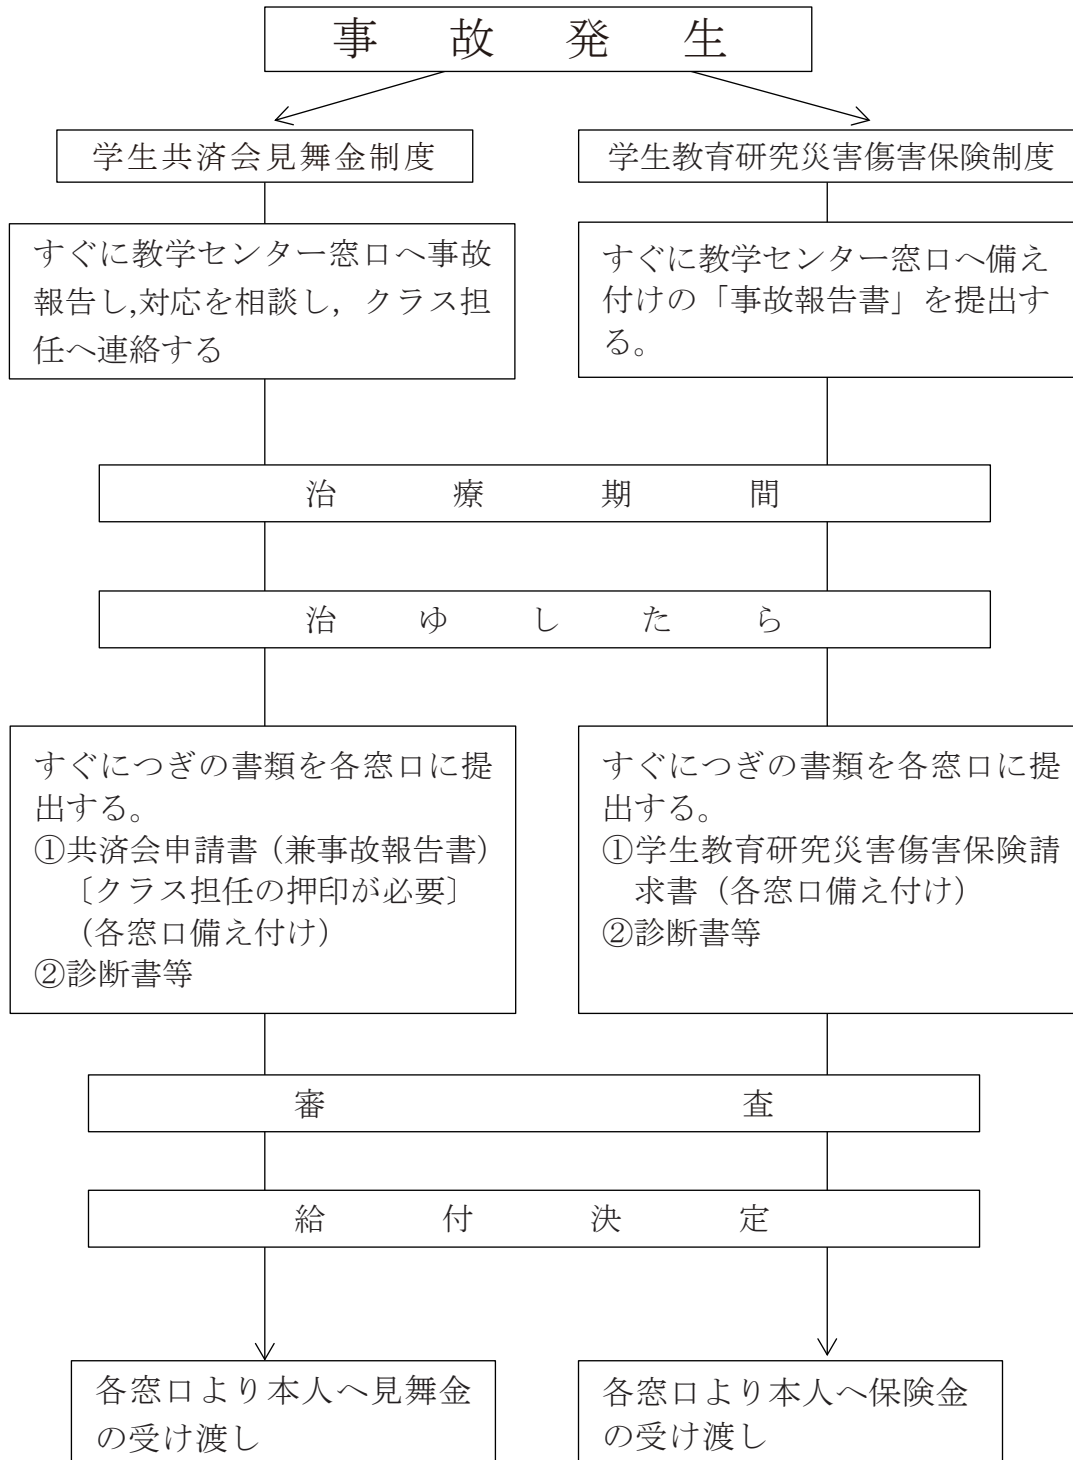 事故発生
学生共済会見舞金制度
学生教育研究災害傷害保険制度
すぐに教学センター窓口へ事故
報告し,対応を相談し，クラス担
任へ連絡する
すぐに教学センター窓口へ備え
付けの「事故報告書」を提出す
る。
治療期間
治ゆしたら
すぐにつぎの書類を各窓口に提
出する。
①共済会申請書（兼事故報告書）
〔クラス担任の押印が必要〕
（各窓口備え付け）
②診断書等
すぐにつぎの書類を各窓口に提
出する。
①学生教育研究災害傷害保険請
求書（各窓口備え付け）
②診断書等
審査
給付決定
各窓口より本人へ見舞金
の受け渡し
各窓口より本人へ保険金
の受け渡し